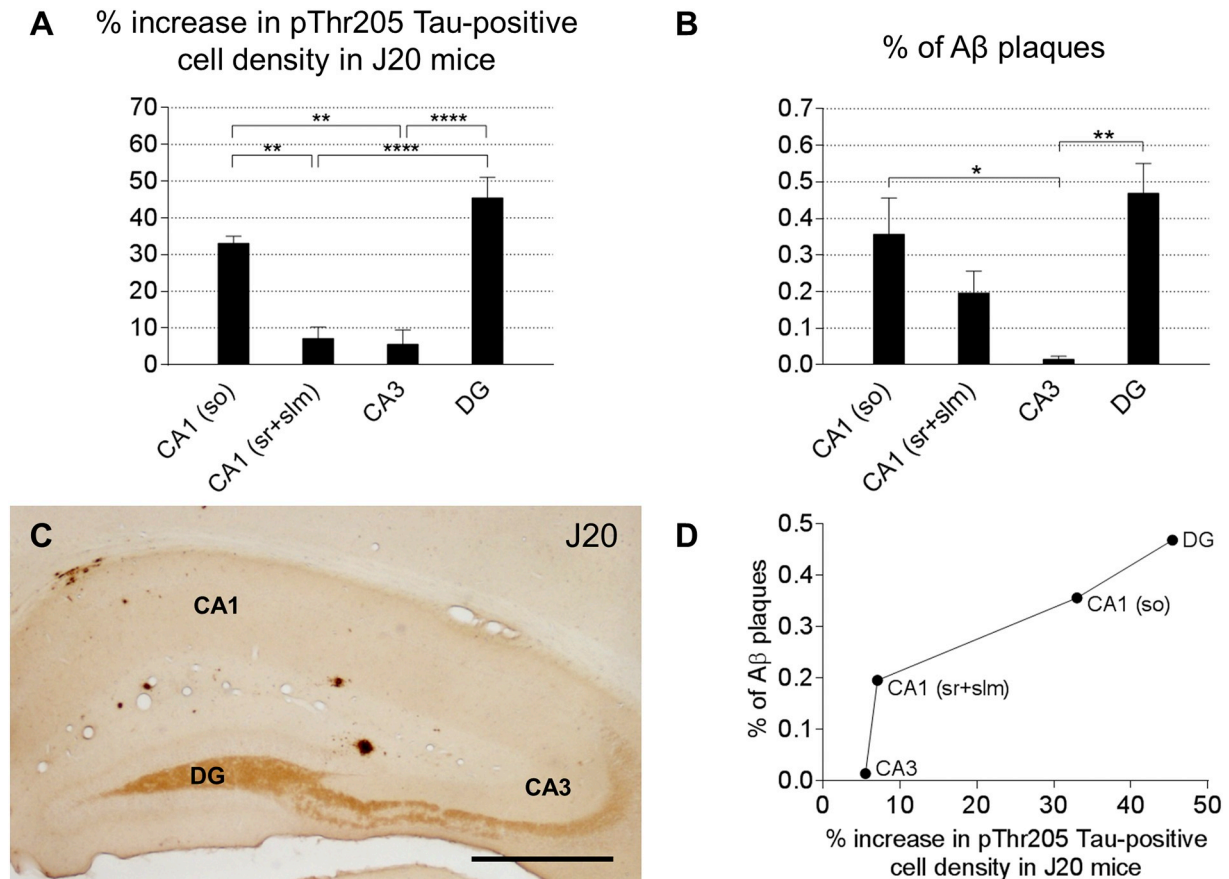 A
% increase in pThr205 Tau-positive
cell density in J20 mice
70
60
50
40
30
20
10
0
** ****
** ****
CA1 (so)
CA1 (sr+slm)
CA3
DG
B
% of Aβ plaques
0.7
0.6
0.5
0.4
0.3
0.2
0.1
0.0
**
*
CA1 (so)
CA1 (sr+slm)
CA3
DG
C
J20
CA1
DG
CA3
D
% of Aβ plaques
0.5
0.4
0.3
0.2
0.1
0.0
DG
CA1 (so)
CA1 (sr+slm)
CA3
0 10 20 30 40 50
% increase in pThr205 Tau-positive
cell density in J20 mice